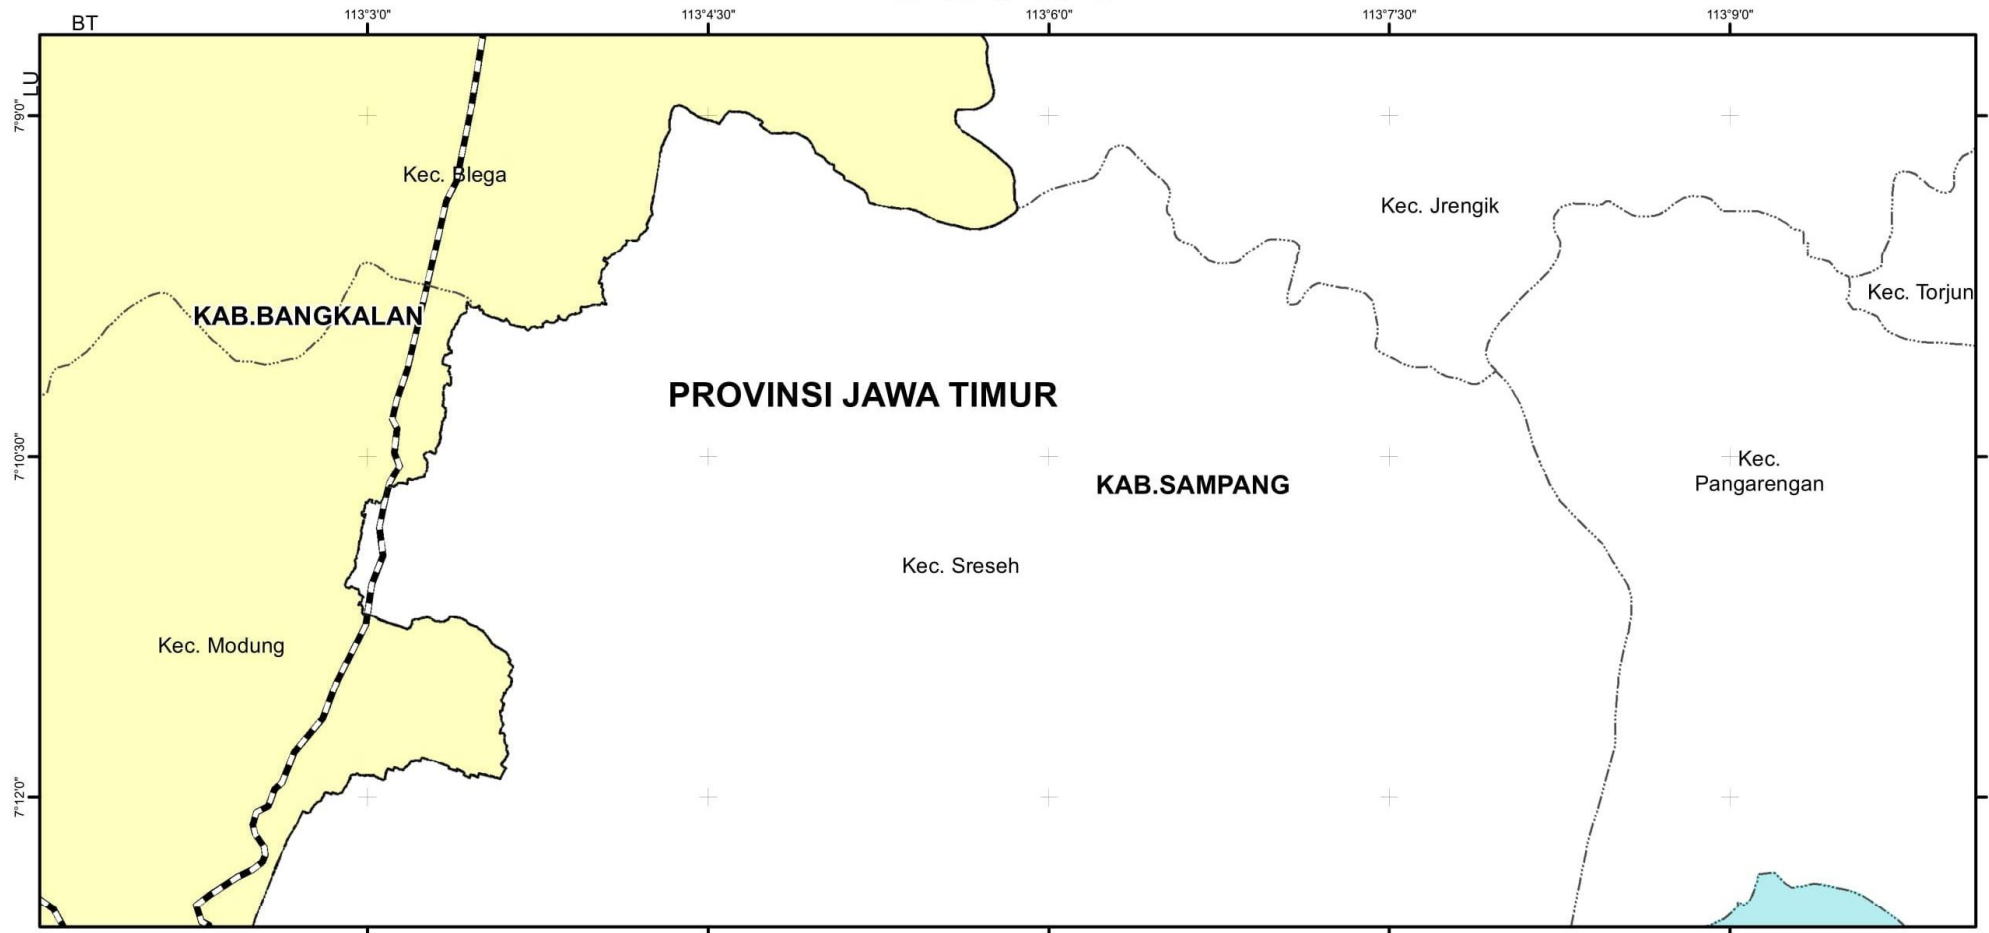 BT
113°3'0"
113°4'30"
113°6'0"
113°7'30"
113°9'0"
LU
7°9'0"
Kec. Blega
Kec. Jrengik
Kec. Torjun
KAB.BANGKALAN
PROVINSI JAWA TIMUR
7°10'30"
Kec.
Pangarengan
KAB.SAMPANG
Kec. Sreseh
Kec. Modung
7°12'0"